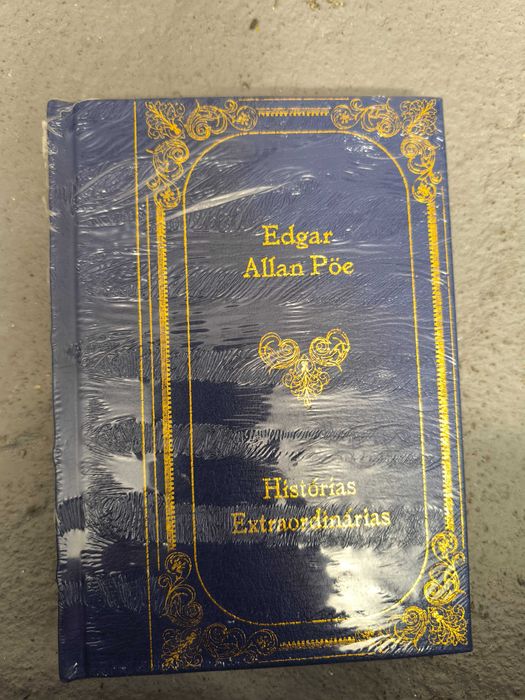 Edgar
Allan Pöe
Histórias
Extraordinárias